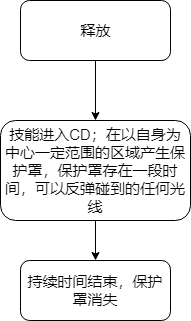 释放
技能进入CD；在以自身为
中心一定范围的区域产生保
护罩，保护罩存在一段时
间，可以反弹碰到的任何光
线
持续时间结束，保护
罩消失